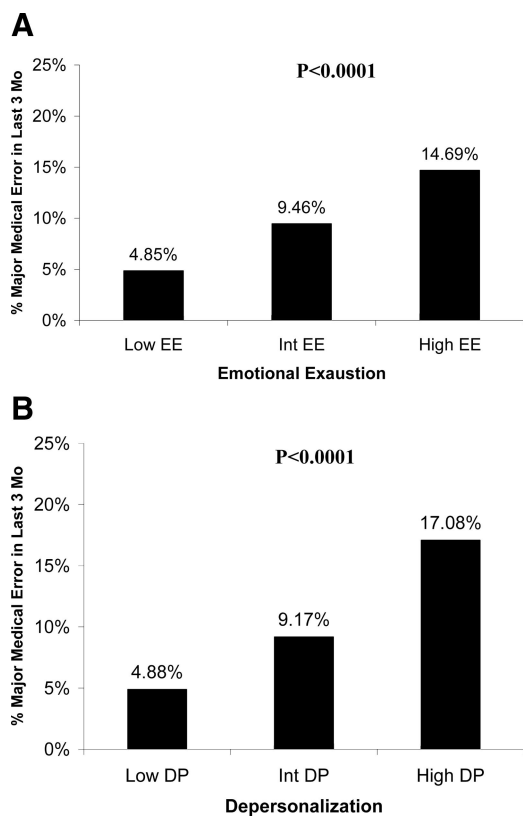 A
% Major Medical Error in Last 3 Mo
25%
20%
15%
10%
5%
0%
P<0.0001
4.85%
9.46%
14.69%
Low EE
Int EE
High EE
Emotional Exaustion
B
% Major Medical Error in Last 3 Mo
25%
20%
15%
10%
5%
0%
P<0.0001
4.88%
9.17%
17.08%
Low DP
Int DP
High DP
Depersonalization